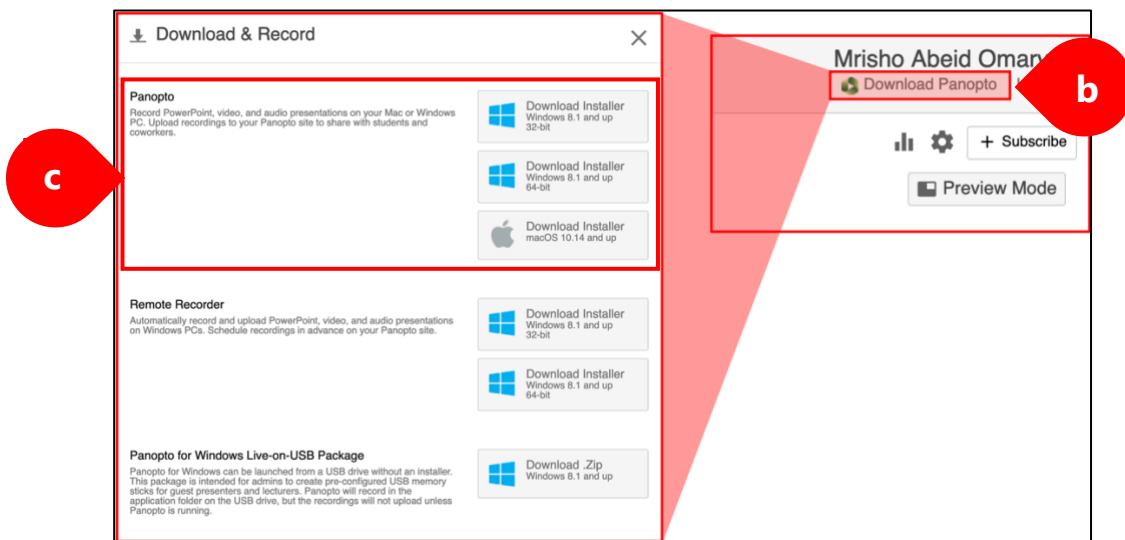 Download & Record
Panopto
Record PowerPoint, video, and audio presentations on your Mac or Windows
PC. Upload recordings to your Panopto site to share with students and
coworkers.
Download Installer
Windows 8.1 and up
32-bit
Download Installer
Windows 8.1 and up
64-bit
Download Installer
macOS 10.14 and up
Remote Recorder
Automatically record and upload PowerPoint, video, and audio presentations
on Windows PCs. Schedule recordings in advance on your Panopto site.
Download Installer
Windows 8.1 and up
32-bit
Download Installer
Windows 8.1 and up
64-bit
Panopto for Windows Live-on-USB Package
Panopto for Windows can be launched from a USB drive without an installer.
This package is intended for admins to create pre-configured USB memory
sticks for guest presenters and lecturers. Panopto will record in the
application folder on the USB drive, but the recordings will not upload unless
Panopto is running.
Download .Zip
Windows 8.1 and up
c
Mrisho Abeid Omary
Download Panopto
b
+ Subscribe
Preview Mode